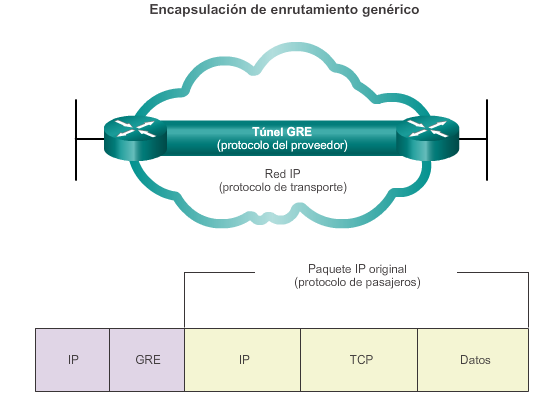 Encapsulación de enrutamiento genérico
Túnel GRE
(protocolo del proveedor)
Red IP
(protocolo de transporte)
Paquete IP original
(protocolo de pasajeros)
IP
GRE
IP
TCP
Datos